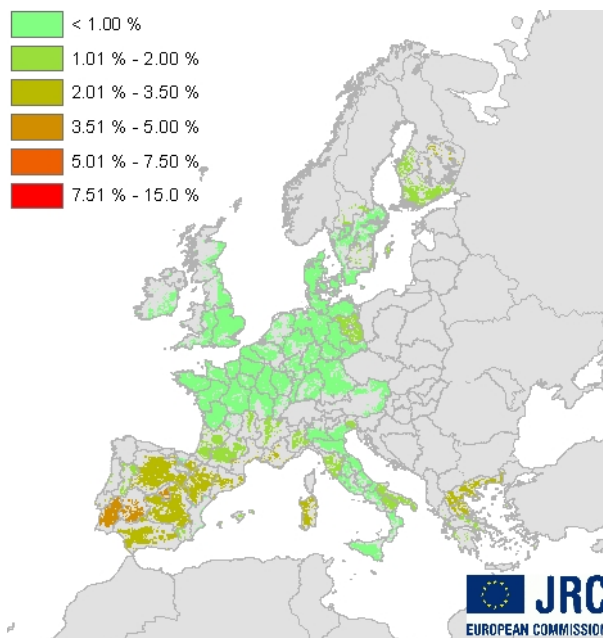 < 1.00 %
1.01 % - 2.00 %
2.01 % - 3.50 %
3.51 % - 5.00 %
5.01 % - 7.50 %
7.51 % - 15.0 %
JRC
EUROPEAN COMMISSION